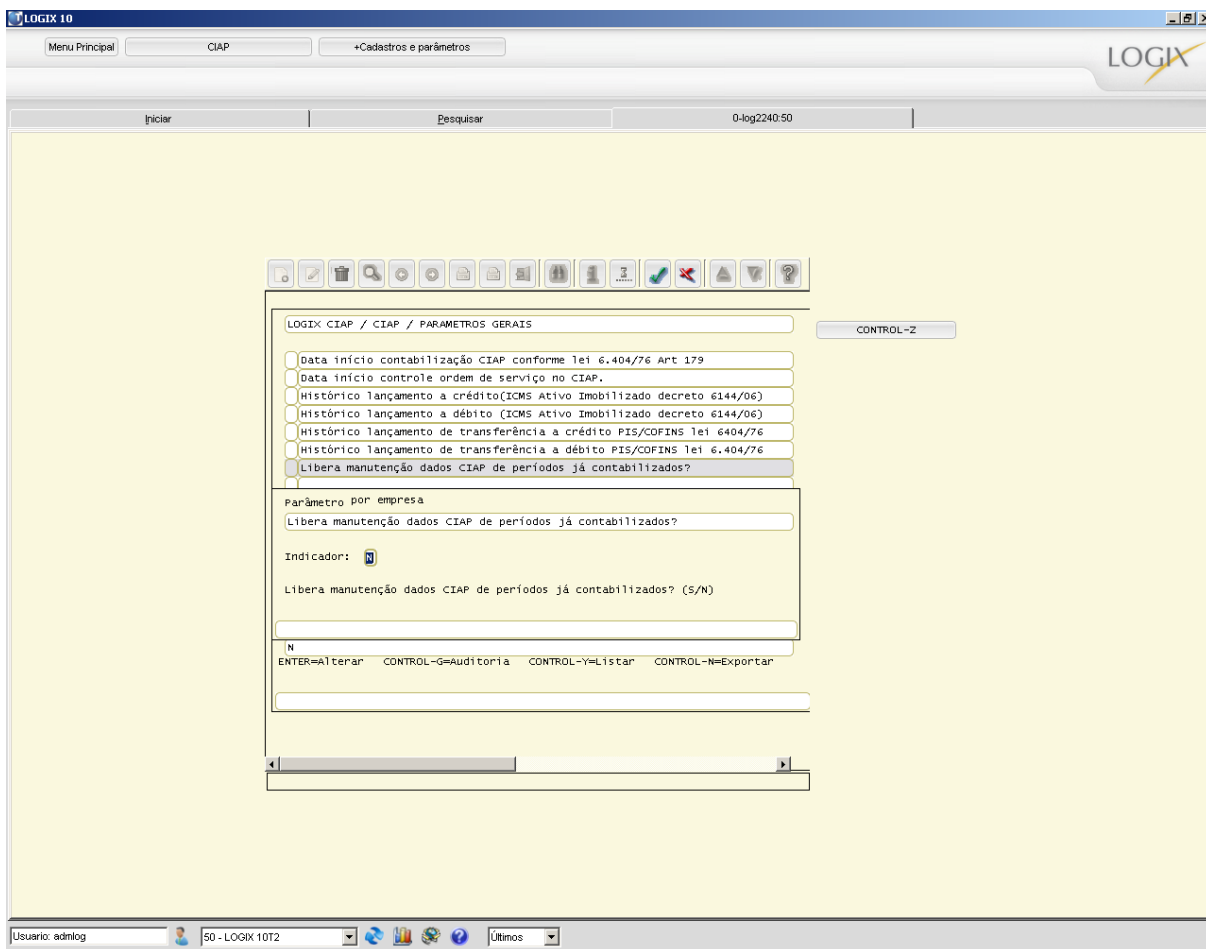 LOGIX 10
Menu Principal CIAP +Cadastros e parâmetros
LOGIX
Iniciar Pesquisar 0-log2240:50
LOGIX CIAP / CIAP / PARAMETROS GERAIS
CONTROL-Z
Data início contabilização CIAP conforme lei 6.404/76 Art 179
Data início controle ordem de serviço no CIAP.
Histórico lançamento a crédito(ICMS Ativo Imobilizado decreto 6144/06)
Histórico lançamento a débito (ICMS Ativo Imobilizado decreto 6144/06)
Histórico lançamento de transferência a crédito PIS/COFINS lei 6404/76
Histórico lançamento de transferência a débito PIS/COFINS lei 6.404/76
Libera manutenção dados CIAP de períodos já contabilizados?
Parâmetro por empresa
Libera manutenção dados CIAP de períodos já contabilizados?
Indicador: N
Libera manutenção dados CIAP de períodos já contabilizados? (S/N)
N
ENTER=Alterar CONTROL-G=Auditoria CONTROL-Y=Listar CONTROL-N=Exportar
Usuario: admlog 50 - LOGIX 10T2 Últimos